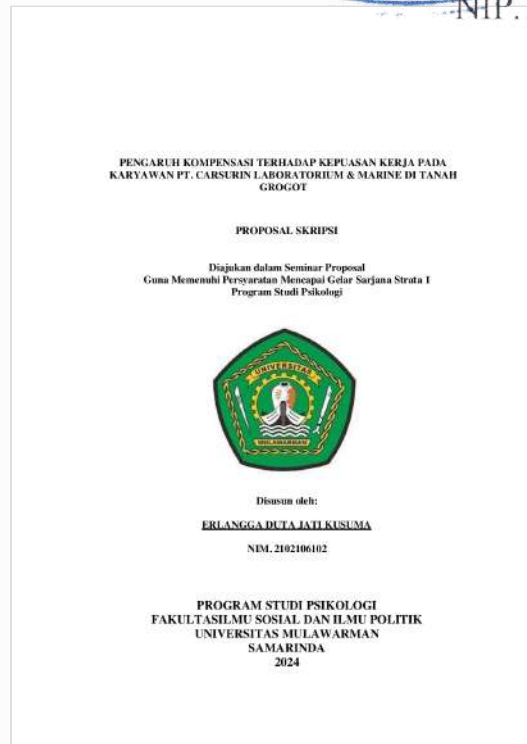 NIP.
PENGARUH KOMPENSASI TERHADAP KEPUASAN KERJA PADA
KARYAWAN PT. CARSURIN LABORATORIUM & MARINE DI TANAH
GROGOT
PROPOSAL SKRIPSI
Diajukan dalam Seminar Proposal
Guna Memenuhi Persyaratan Mencapai Gelar Sarjana Strata 1
Program Studi Psikologi
UNIVERSITAS
MULAWARMAN
Disusun oleh:
ERLANGGA DUTA JATI KUSUMA
NIM. 2102106102
PROGRAM STUDI PSIKOLOGI
FAKULTASILMU SOSIAL DAN ILMU POLITIK
UNIVERSITAS MULAWARMAN
SAMARINDA
2024